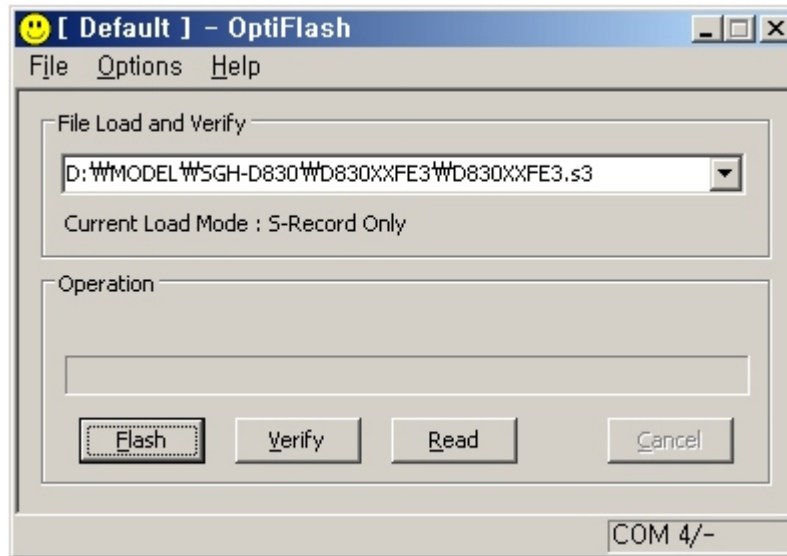 [ Default ] - OptiFlash
File Options Help
File Load and Verify
D:₩MODEL₩SGH-D830₩D830XXFE3₩D830XXFE3.s3
Current Load Mode : S-Record Only
Operation
Flash Verify Read Cancel
COM 4/-